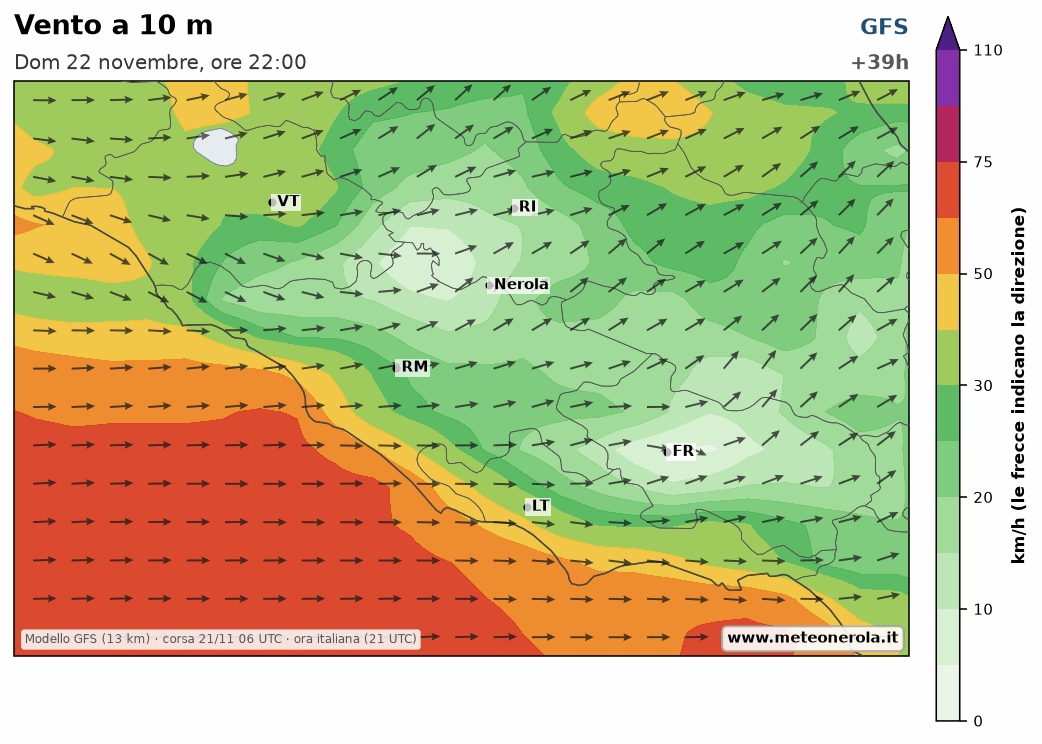 Vento a 10 m
GFS
Dom 22 novembre, ore 22:00
+39h
VT
RI
Nerola
RM
FR
LT
Modello GFS (13 km) · corsa 21/11 06 UTC · ora italiana (21 UTC)
www.meteonerola.it
110
75
50
30
20
10
0
km/h (le frecce indicano la direzione)